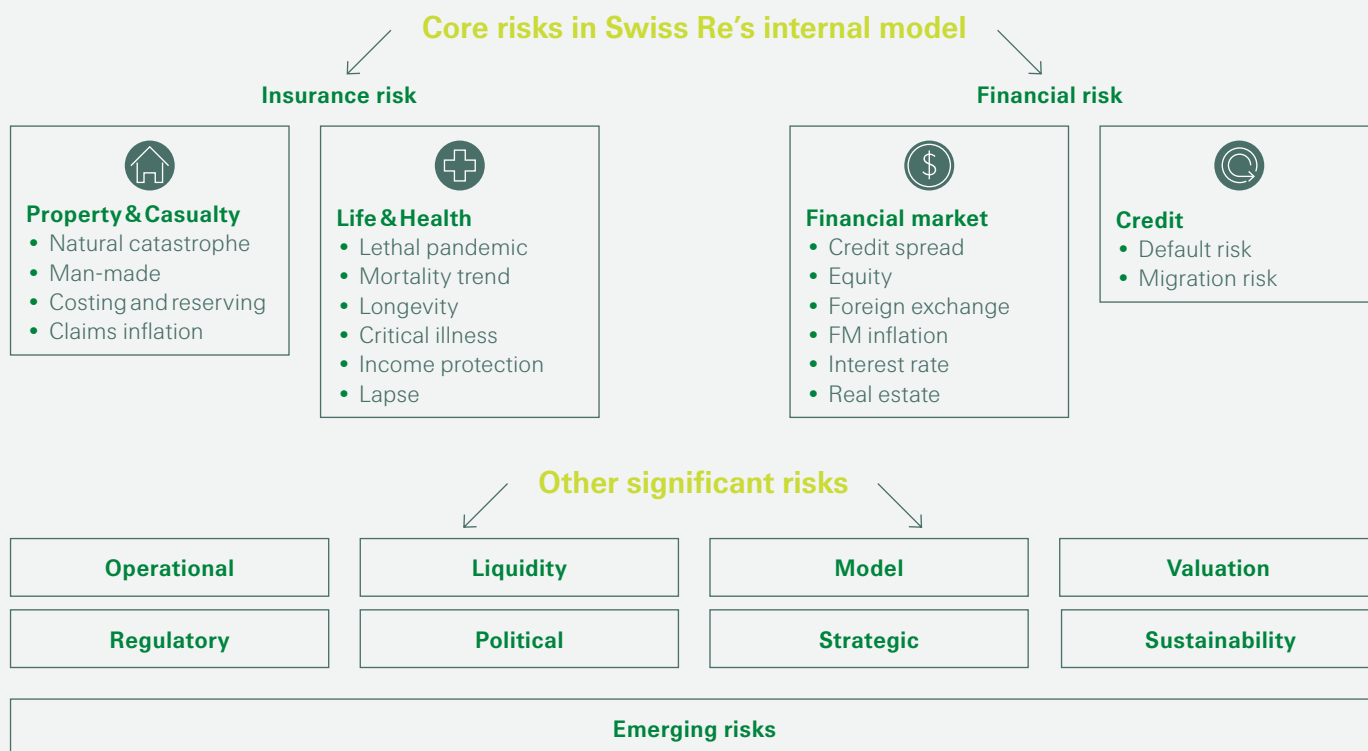 Core risks in Swiss Re's internal model
Insurance risk
Property & Casualty
• Natural catastrophe
• Man-made
• Costing and reserving
• Claims inflation
Life & Health
• Lethal pandemic
• Mortality trend
• Longevity
• Critical illness
• Income protection
• Lapse
Financial risk
$
Financial market
• Credit spread
• Equity
• Foreign exchange
• FM inflation
• Interest rate
• Real estate
Credit
• Default risk
• Migration risk
Other significant risks
Operational
Liquidity
Model
Valuation
Regulatory
Political
Strategic
Sustainability
Emerging risks